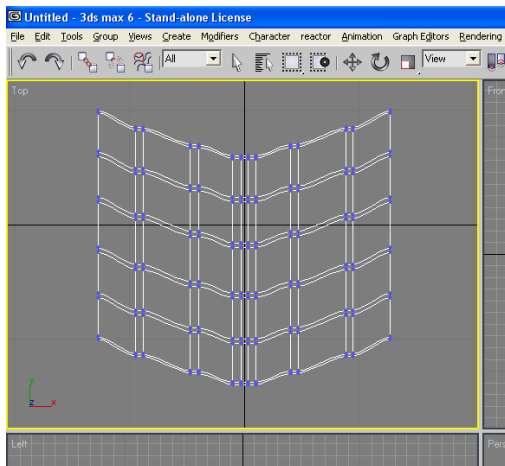 Untitled - 3ds max 6 - Stand-alone License
File Edit Tools Group Views Create Modifiers Character reactor Animation Graph Editors Rendering
All View
Top Fron
y
z x
Left Pers